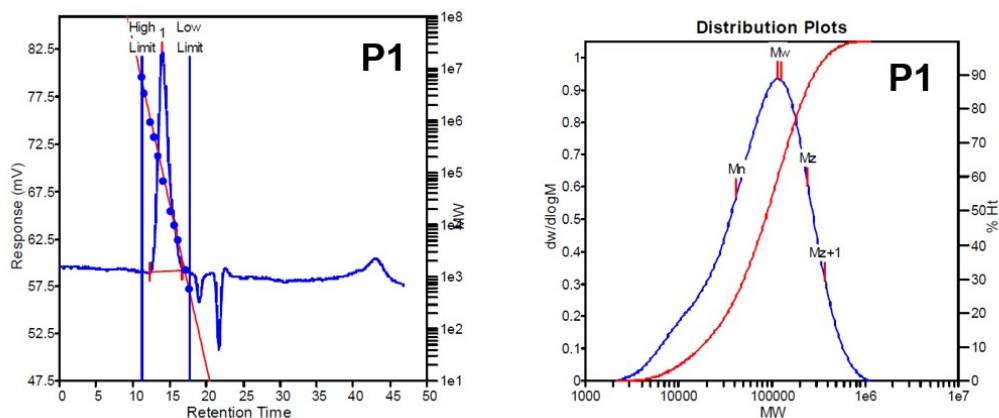 High 1 Low
Limit Limit
P1
82.5
77.5
72.5
67.5
62.5
57.5
52.5
47.5
Response (mV)
1e8
1e7
1e6
1e5
1e4
1e3
1e2
1e1
MW
0 5 10 15 20 25 30 35 40 45 50
Retention Time
Distribution Plots
P1
Mw
Mn
Mz
Mz+1
1
0.9
0.8
0.7
0.6
0.5
0.4
0.3
0.2
0.1
0
dw/dlogM
90
80
70
60
50
40
30
20
10
0
% Ht
1000 10000 100000 1e6 1e7
MW